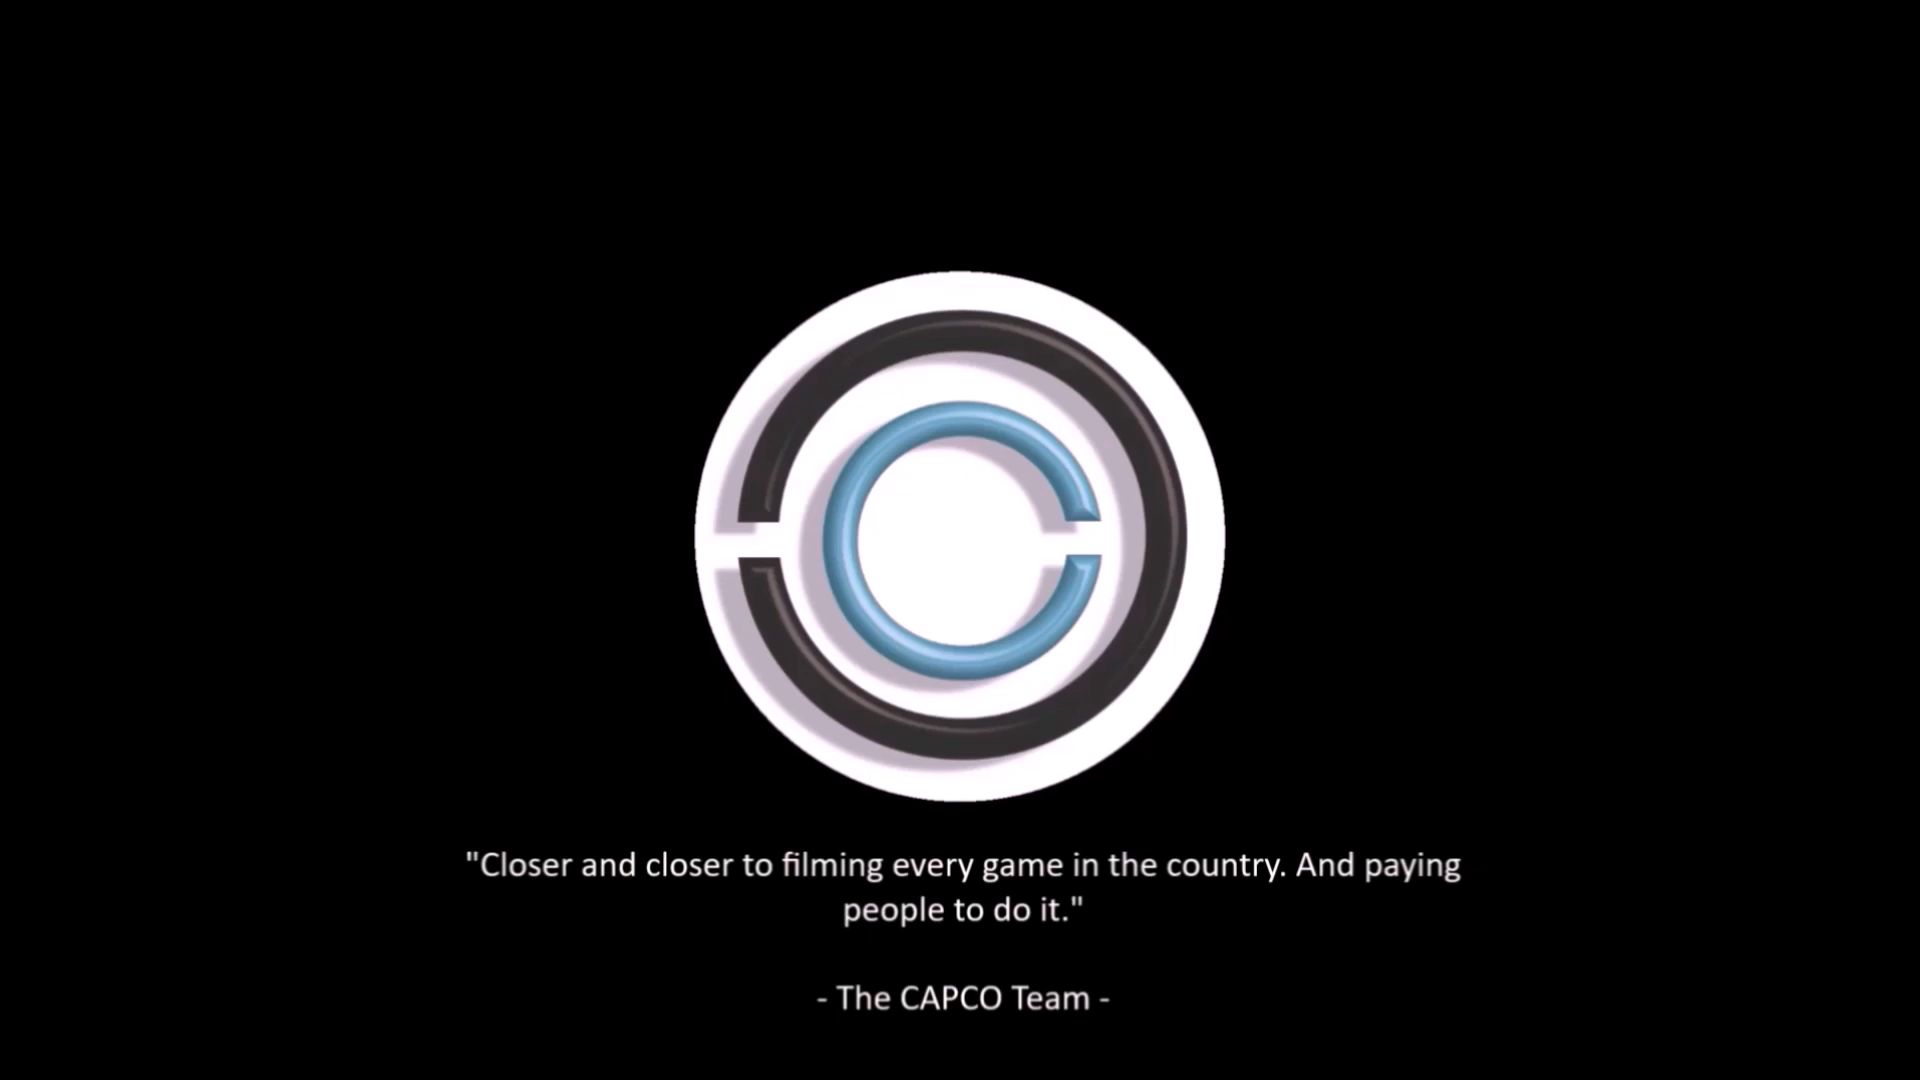 "Closer and closer to filming every game in the country. And paying
people to do it."
- The CAPCO Team -